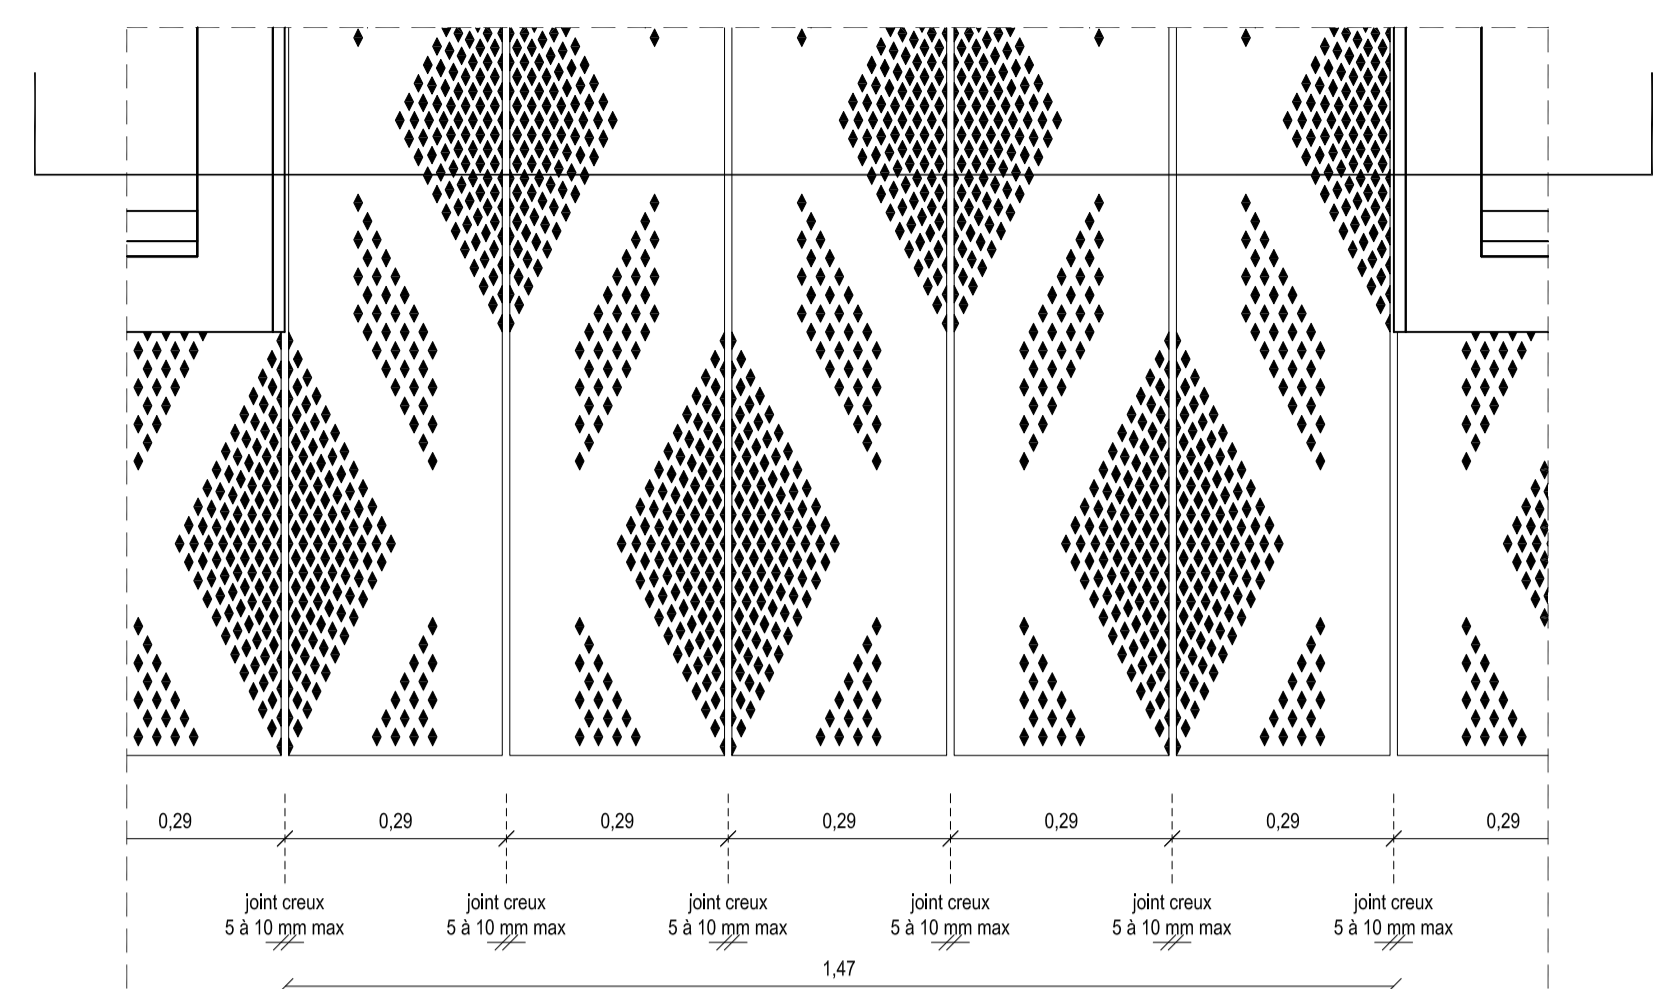 0,29 0,29 0,29 0,29 0,29 0,29 0,29
joint creux joint creux joint creux joint creux joint creux joint creux
5 à 10 mm max 5 à 10 mm max 5 à 10 mm max 5 à 10 mm max 5 à 10 mm max 5 à 10 mm max
1,47